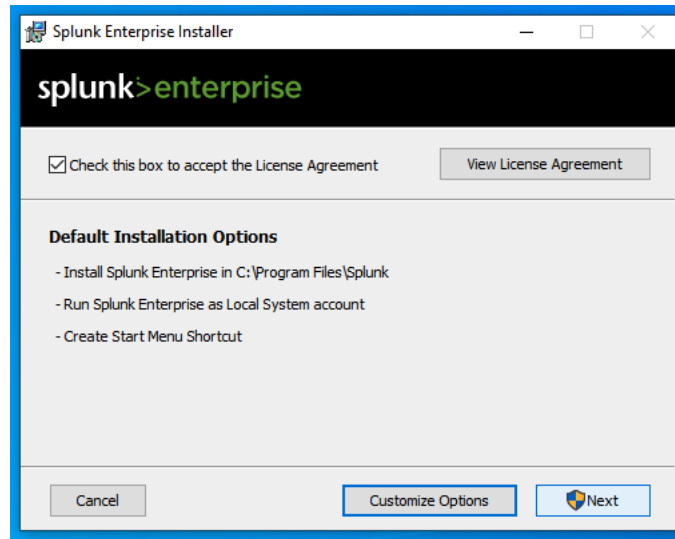 Splunk Enterprise Installer
splunk>enterprise
Check this box to accept the License Agreement
View License Agreement
Default Installation Options
- Install Splunk Enterprise in C:\Program Files\Splunk
- Run Splunk Enterprise as Local System account
- Create Start Menu Shortcut
Cancel
Customize Options
Next